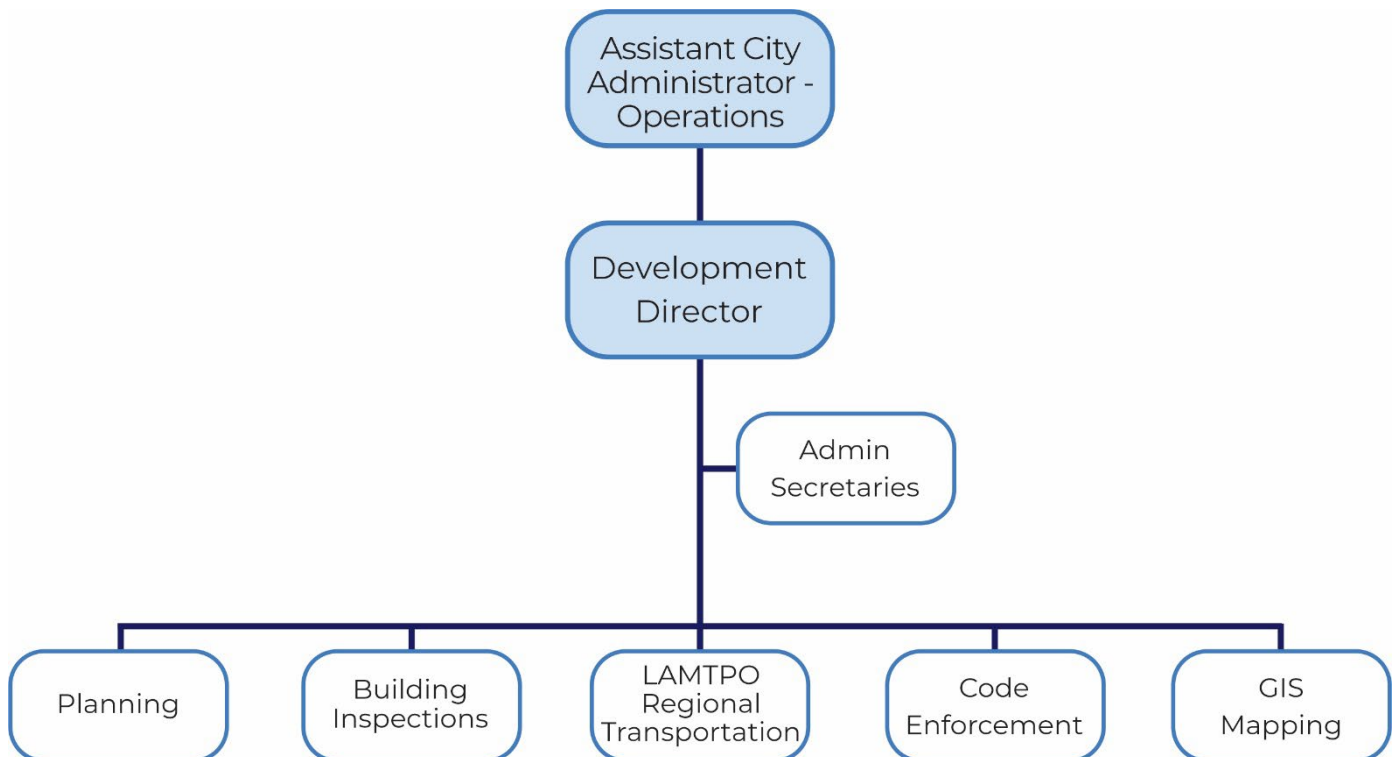 Assistant City
Administrator -
Operations
Development
Director
Admin
Secretaries
Planning
Building
Inspections
LAMTPO
Regional
Transportation
Code
Enforcement
GIS
Mapping